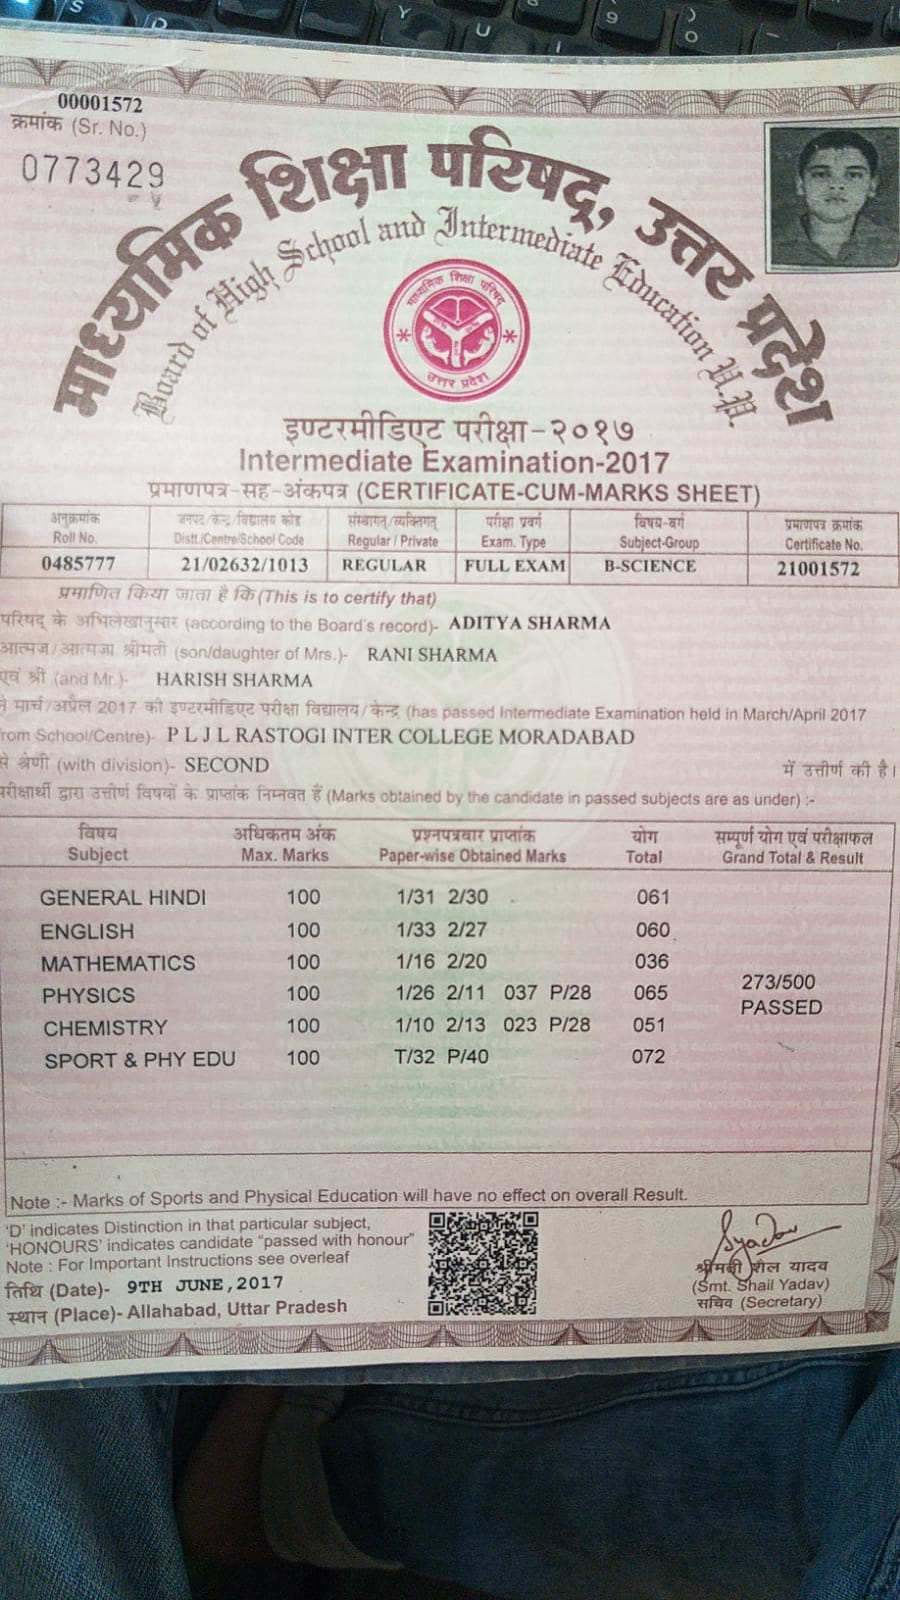 00001572
क्रमांक (Sr. No.)
0773429
माध्यमिक शिक्षा परिषद्, उत्तर प्रदेश
Board of High School and Intermediate Education U.P.
माध्यमिक शिक्षा परिषद्
उत्तर प्रदेश
इण्टरमीडिएट परीक्षा-२०१७
Intermediate Examination-2017
प्रमाणपत्र-सह-अंकपत्र (CERTIFICATE-CUM-MARKS SHEET)
अनुक्रमांक जनपद/केन्द्र/विद्यालय कोड संस्थागत/व्यक्तिगत परीक्षा प्रवर्ग विषय-वर्ग प्रमाणपत्र क्रमांक
Roll No. Distt./Centre/School Code Regular / Private Exam. Type Subject-Group Certificate No.
0485777 21/02632/1013 REGULAR FULL EXAM B-SCIENCE 21001572
प्रमाणित किया जाता है कि (This is to certify that)
परिषद् के अभिलेखानुसार (according to the Board's record)- ADITYA SHARMA
आत्मज/आत्मजा श्रीमती (son/daughter of Mrs.)- RANI SHARMA
एवं श्री (and Mr.)- HARISH SHARMA
ने मार्च/अप्रैल 2017 की इण्टरमीडिएट परीक्षा विद्यालय/केन्द्र (has passed Intermediate Examination held in March/April 2017
from School/Centre)- P L J L RASTOGI INTER COLLEGE MORADABAD
से श्रेणी (with division)- SECOND में उत्तीर्ण की है।
परीक्षार्थी द्वारा उत्तीर्ण विषयों के प्राप्तांक निम्नवत हैं (Marks obtained by the candidate in passed subjects are as under) :-
विषय अधिकतम अंक प्रश्नपत्रवार प्राप्तांक योग सम्पूर्ण योग एवं परीक्षाफल
Subject Max. Marks Paper-wise Obtained Marks Total Grand Total & Result
GENERAL HINDI 100 1/31 2/30 061
ENGLISH 100 1/33 2/27 060
MATHEMATICS 100 1/16 2/20 036
PHYSICS 100 1/26 2/11 037 P/28 065 273/500
CHEMISTRY 100 1/10 2/13 023 P/28 051 PASSED
SPORT & PHY EDU 100 T/32 P/40 072
Note :- Marks of Sports and Physical Education will have no effect on overall Result.
'D' indicates Distinction in that particular subject,
'HONOURS' indicates candidate "passed with honour"
Note : For Important Instructions see overleaf
तिथि (Date)- 9TH JUNE,2017
स्थान (Place)- Allahabad, Uttar Pradesh
Syadav
श्रीमती शैल यादव
(Smt. Shail Yadav)
सचिव (Secretary)